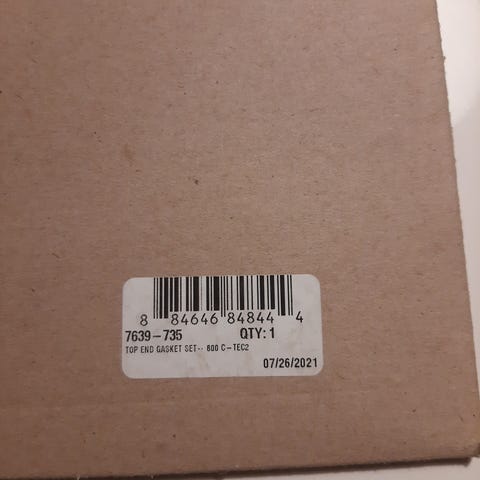 8 84646 84844 4
7639-735 QTY: 1
TOP END GASKET SET-- 600 C-TEC2
07/26/2021